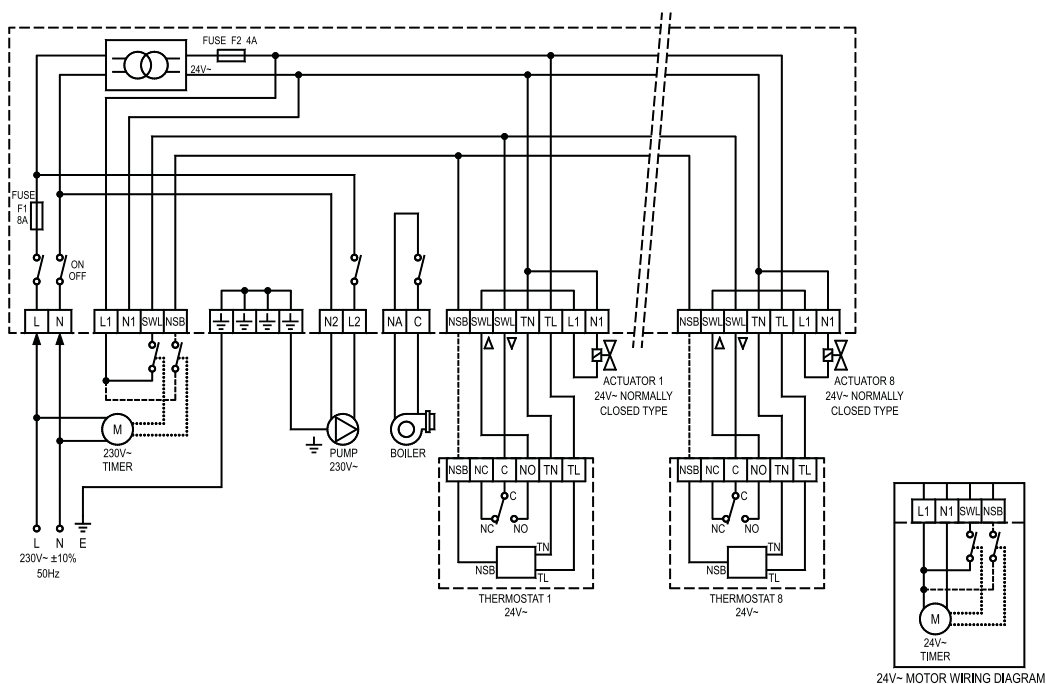 FUSE F2 4A
24V~
FUSE
F1
8A
ON
OFF
L N
L1 N1 SWL NSB
N2 L2
NA C
NSB SWL SWL TN TL L1 N1
NSB SWL SWL TN TL L1 N1
ACTUATOR 1
24V~ NORMALLY
CLOSED TYPE
ACTUATOR 8
24V~ NORMALLY
CLOSED TYPE
M
230V~
TIMER
PUMP
230V~
BOILER
NSB NC C NO TN TL
C
NC NO
TN
NSB
TL
THERMOSTAT 1
24V~
NSB NC C NO TN TL
C
NC NO
TN
NSB
TL
THERMOSTAT 8
24V~
L N E
230V~ ±10%
50Hz
L1 N1 SWL NSB
M
24V~
TIMER
24V~ MOTOR WIRING DIAGRAM